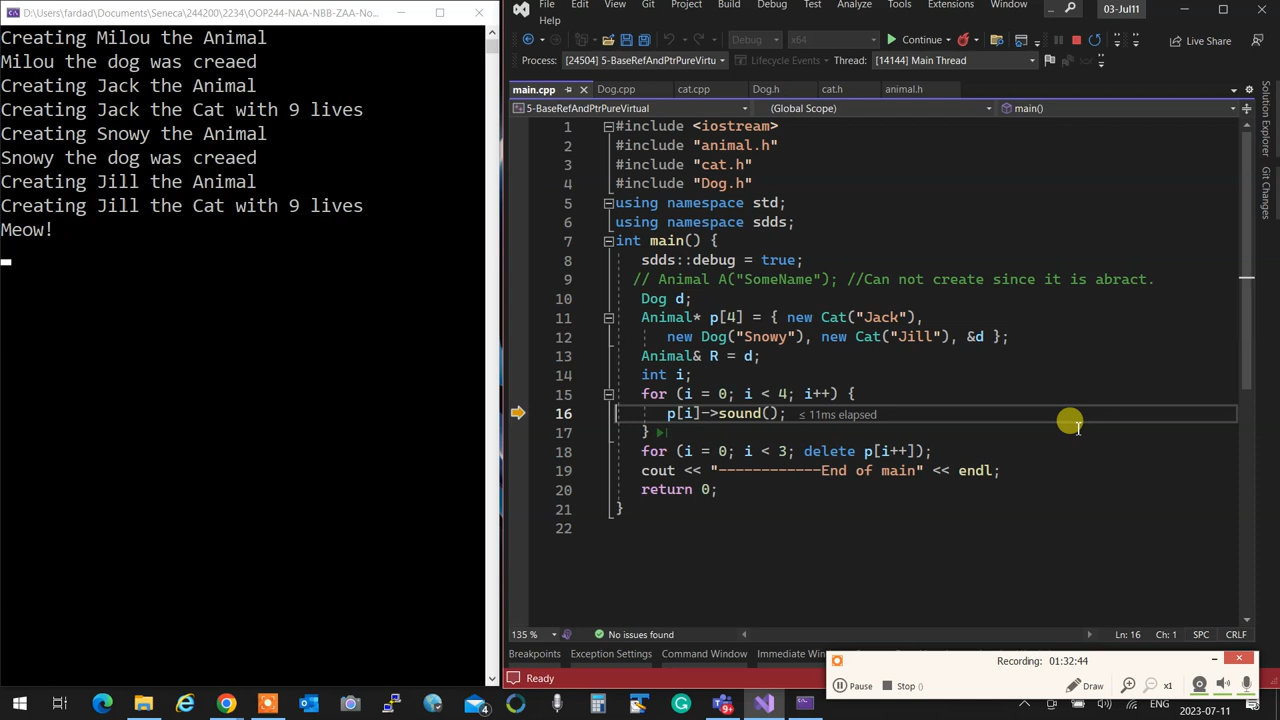 D:\Users\fardad\Documents\Seneca\244200\2234\OOP244-NAA-NBB-ZAA-No...
Creating Milou the Animal
Milou the dog was creaed
Creating Jack the Animal
Creating Jack the Cat with 9 lives
Creating Snowy the Animal
Snowy the dog was creaed
Creating Jill the Animal
Creating Jill the Cat with 9 lives
Meow!
File Edit View Git Project Build Debug Test Analyze Tools Extensions Window
Help
03-Jul11
Debug x64 Continue Live Share
Process: [24504] 5-BaseRefAndPtrPureVirtu Lifecycle Events Thread: [14144] Main Thread
main.cpp Dog.cpp cat.cpp Dog.h cat.h animal.h
5-BaseRefAndPtrPureVirtual (Global Scope) main()
1 #include <iostream>
2 #include "animal.h"
3 #include "cat.h"
4 #include "Dog.h"
5 using namespace std;
6 using namespace sdds;
7 int main() {
8 sdds::debug = true;
9 // Animal A("SomeName"); //Can not create since it is abract.
10 Dog d;
11 Animal* p[4] = { new Cat("Jack"),
12 new Dog("Snowy"), new Cat("Jill"), &d };
13 Animal& R = d;
14 int i;
15 for (i = 0; i < 4; i++) {
16 p[i]->sound(); ≤ 11ms elapsed
17 }
18 for (i = 0; i < 3; delete p[i++]);
19 cout << "------------End of main" << endl;
20 return 0;
21 }
22
Solution Explorer
Git Changes
135 % No issues found Ln: 16 Ch: 1 SPC CRLF
Breakpoints Exception Settings Command Window Immediate Win
Ready
Recording: 01:32:44
Pause Stop () Draw x1
ENG 2023-07-11